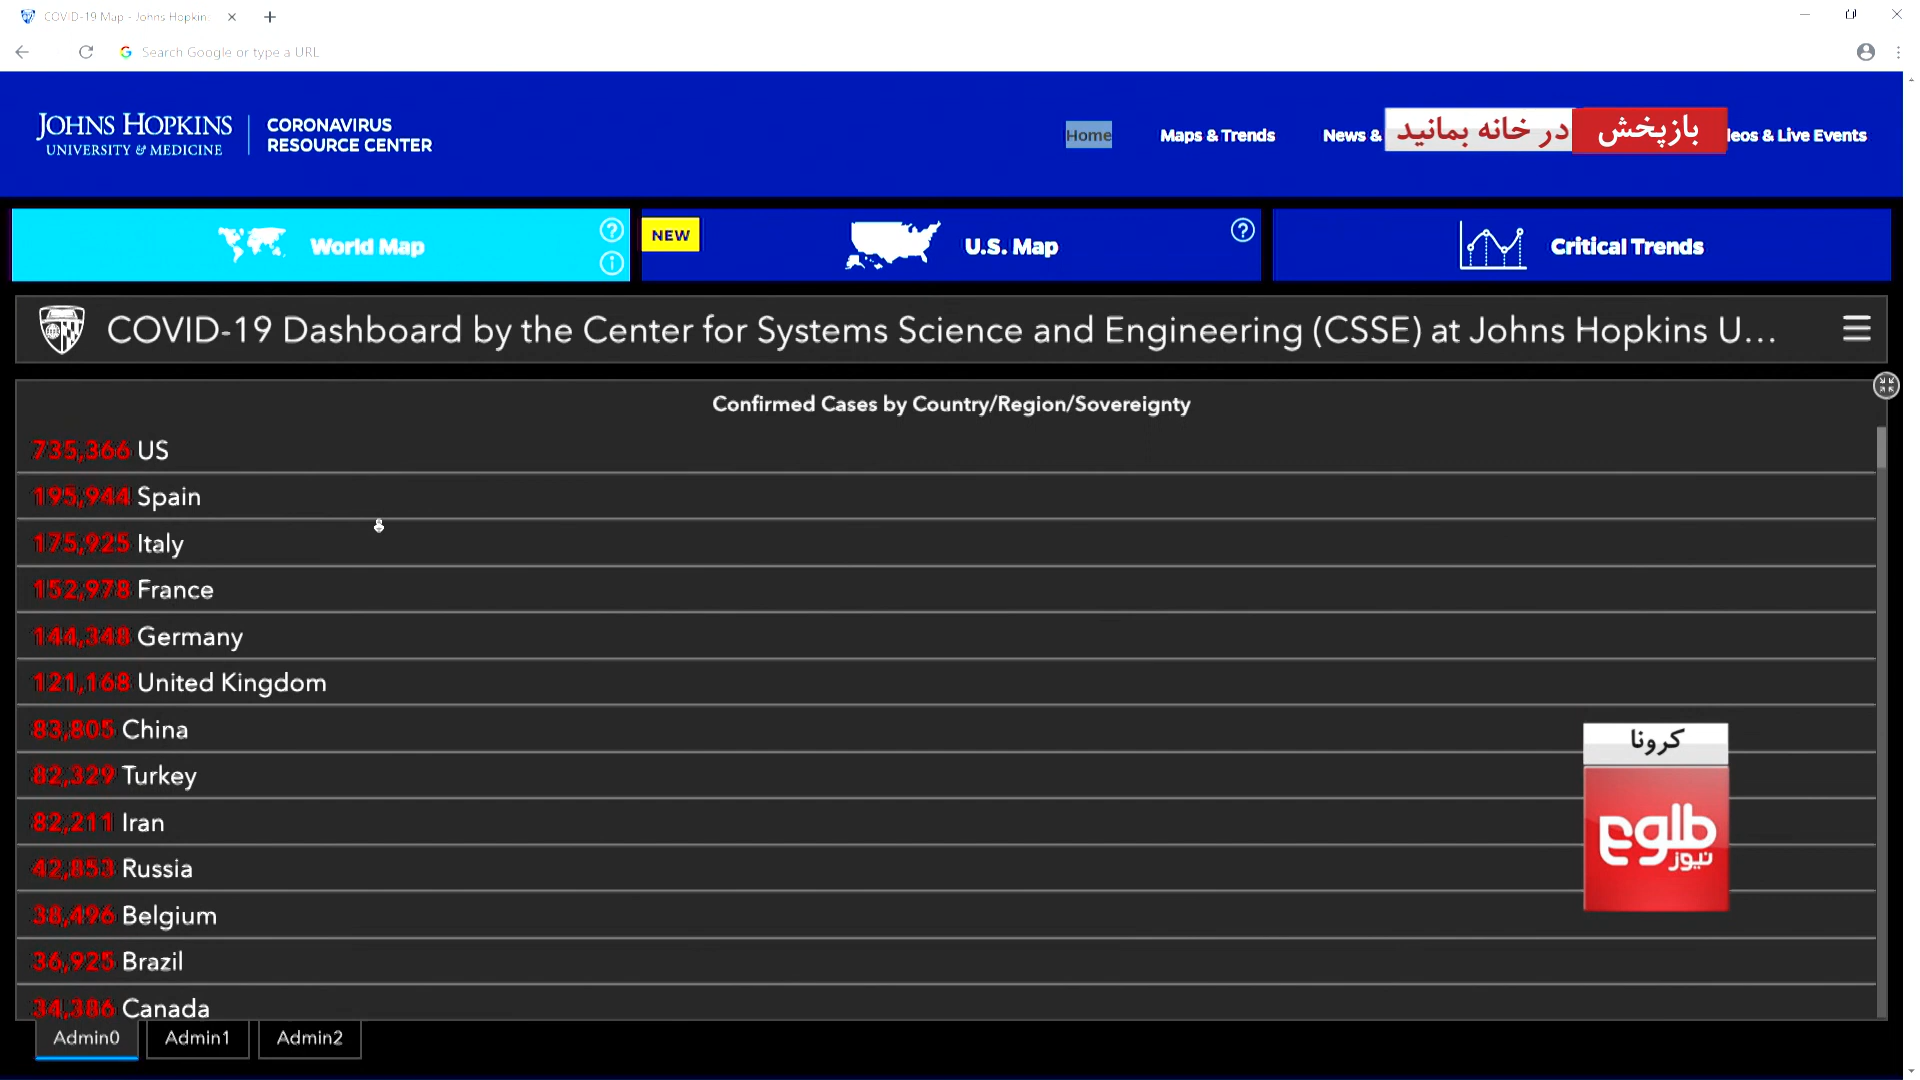 COVID-19 Map - Johns Hopkin
Search Google or type a URL
JOHNS HOPKINS
UNIVERSITY & MEDICINE
CORONAVIRUS
RESOURCE CENTER
Home
Maps & Trends
News &
در خانه بمانید
بازپخش
eos & Live Events
World Map
NEW
U.S. Map
Critical Trends
COVID-19 Dashboard by the Center for Systems Science and Engineering (CSSE) at Johns Hopkins U...
Confirmed Cases by Country/Region/Sovereignty
735,366 US
195,944 Spain
175,925 Italy
152,978 France
144,348 Germany
121,168 United Kingdom
83,805 China
82,329 Turkey
82,211 Iran
42,853 Russia
38,496 Belgium
36,925 Brazil
34,386 Canada
کرونا
طلوع
نیوز
Admin0
Admin1
Admin2